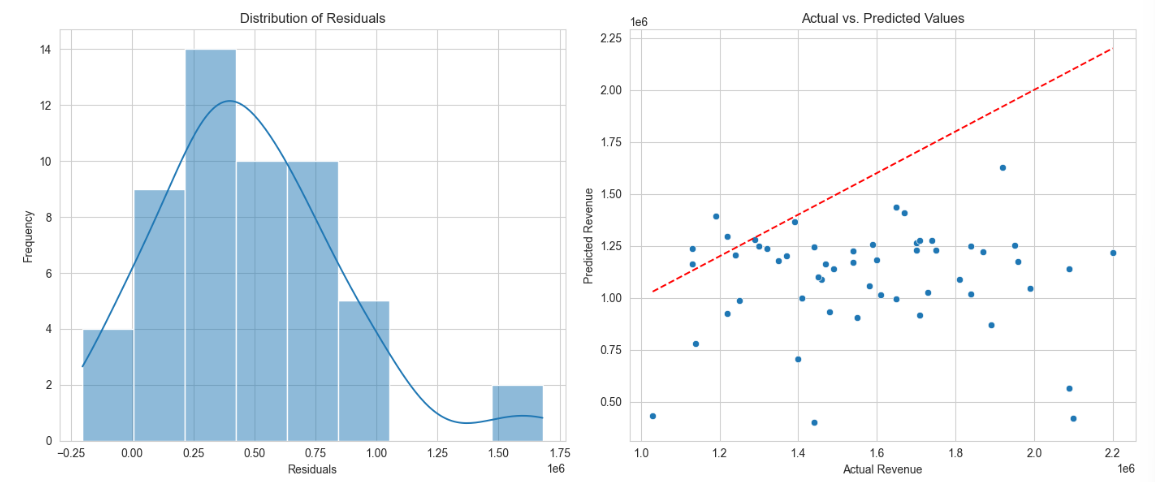 Distribution of Residuals
Frequency
14
12
10
8
6
4
2
0
−0.25 0.00 0.25 0.50 0.75 1.00 1.25 1.50 1.75
Residuals
1e6
Actual vs. Predicted Values
1e6
Predicted Revenue
2.25
2.00
1.75
1.50
1.25
1.00
0.75
0.50
1.0 1.2 1.4 1.6 1.8 2.0 2.2
Actual Revenue
1e6